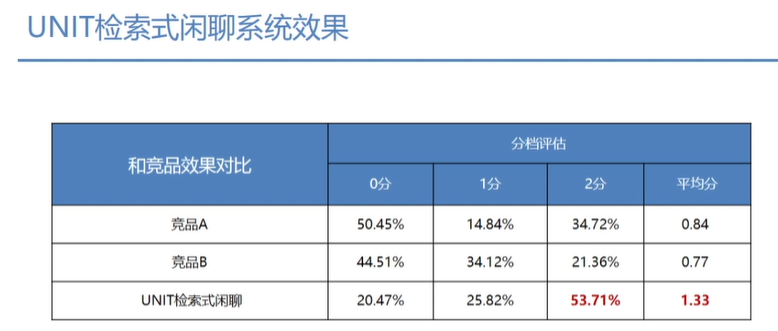 UNIT检索式闲聊系统效果
和竞品效果对比 分档评估
0分 1分 2分 平均分
竞品A 50.45% 14.84% 34.72% 0.84
竞品B 44.51% 34.12% 21.36% 0.77
UNIT检索式闲聊 20.47% 25.82% 53.71% 1.33